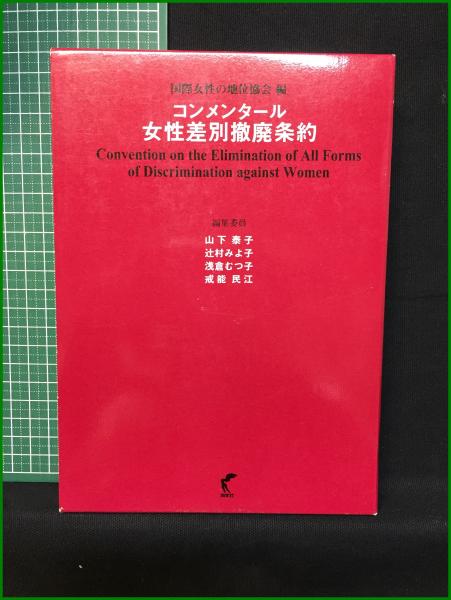 国際女性の地位協会 編
コンメンタール
女性差別撤廃条約
Convention on the Elimination of All Forms
of Discrimination against Women
編集委員
山下 泰子
辻村みよ子
浅倉むつ子
戒能 民江